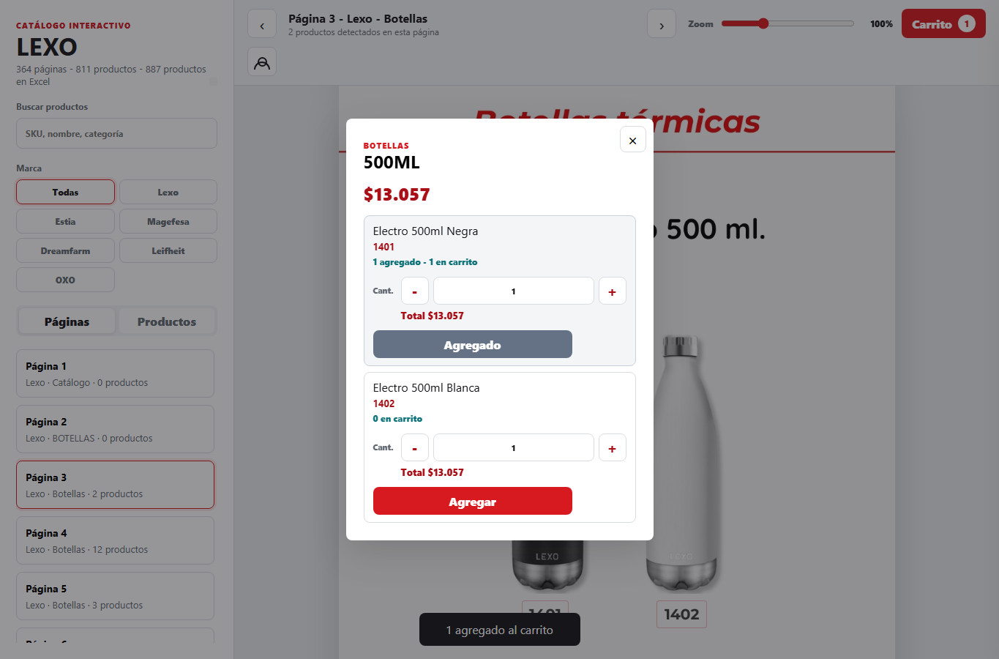 CATÁLOGO INTERACTIVO
LEXO
364 páginas - 811 productos - 887 productos
en Excel
Buscar productos
SKU, nombre, categoría
Marca
Todas
Lexo
Estia
Magefesa
Dreamfarm
Leifheit
OXO
Páginas
Productos
Página 1
Lexo · Catálogo · 0 productos
Página 2
Lexo · BOTELLAS · 0 productos
Página 3
Lexo · Botellas · 2 productos
Página 4
Lexo · Botellas · 12 productos
Página 5
Lexo · Botellas · 3 productos
‹
Página 3 - Lexo - Botellas
2 productos detectados en esta página
›
Zoom
100%
Carrito 1
Botellas térmicas
500 ml.
BOTELLAS
500ML
×
$13.057
Electro 500ml Negra
1401
1 agregado - 1 en carrito
Cant.
-
1
+
Total $13.057
Agregado
Electro 500ml Blanca
1402
0 en carrito
Cant.
-
1
+
Total $13.057
Agregar
LEXO
LEXO
1401
1402
1 agregado al carrito